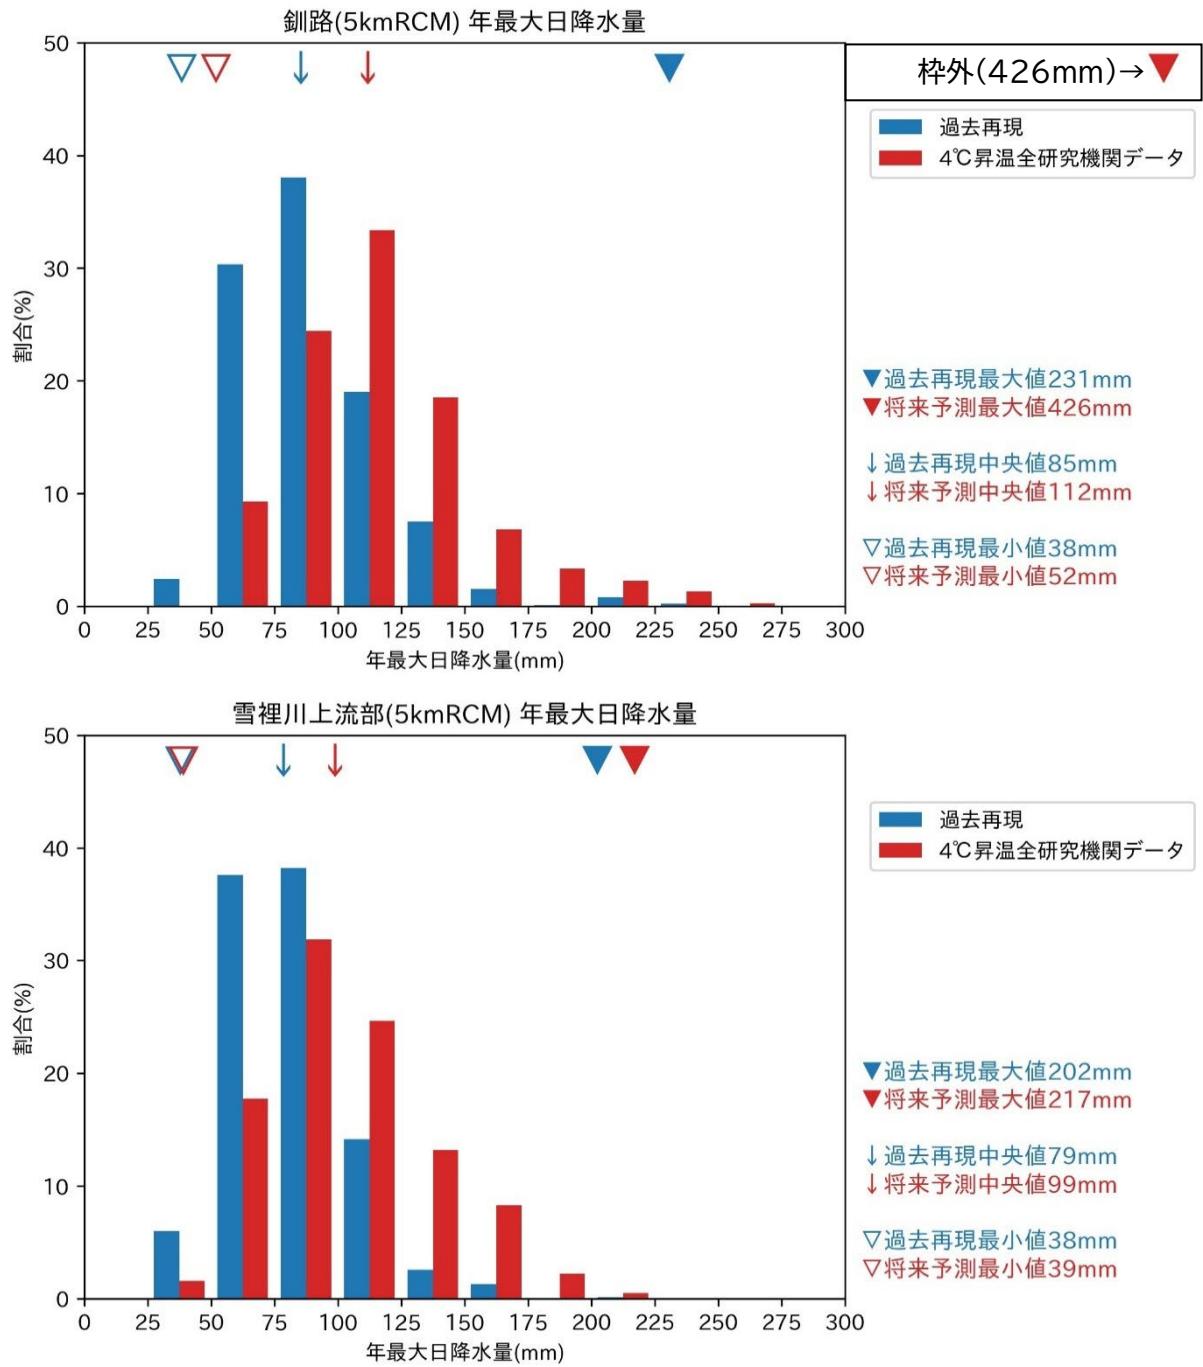 釧路(5kmRCM) 年最大日降水量
枠外(426mm)→▼
過去再現
4℃昇温全研究機関データ
50
40
30
20
10
0
割合(%)
▼過去再現最大値231mm
▼将来予測最大値426mm
↓過去再現中央値85mm
↓将来予測中央値112mm
▽過去再現最小値38mm
▽将来予測最小値52mm
0 25 50 75 100 125 150 175 200 225 250 275 300
年最大日降水量(mm)
雪裡川上流部(5kmRCM) 年最大日降水量
過去再現
4℃昇温全研究機関データ
50
40
30
20
10
0
割合(%)
▼過去再現最大値202mm
▼将来予測最大値217mm
↓過去再現中央値79mm
↓将来予測中央値99mm
▽過去再現最小値38mm
▽将来予測最小値39mm
0 25 50 75 100 125 150 175 200 225 250 275 300
年最大日降水量(mm)